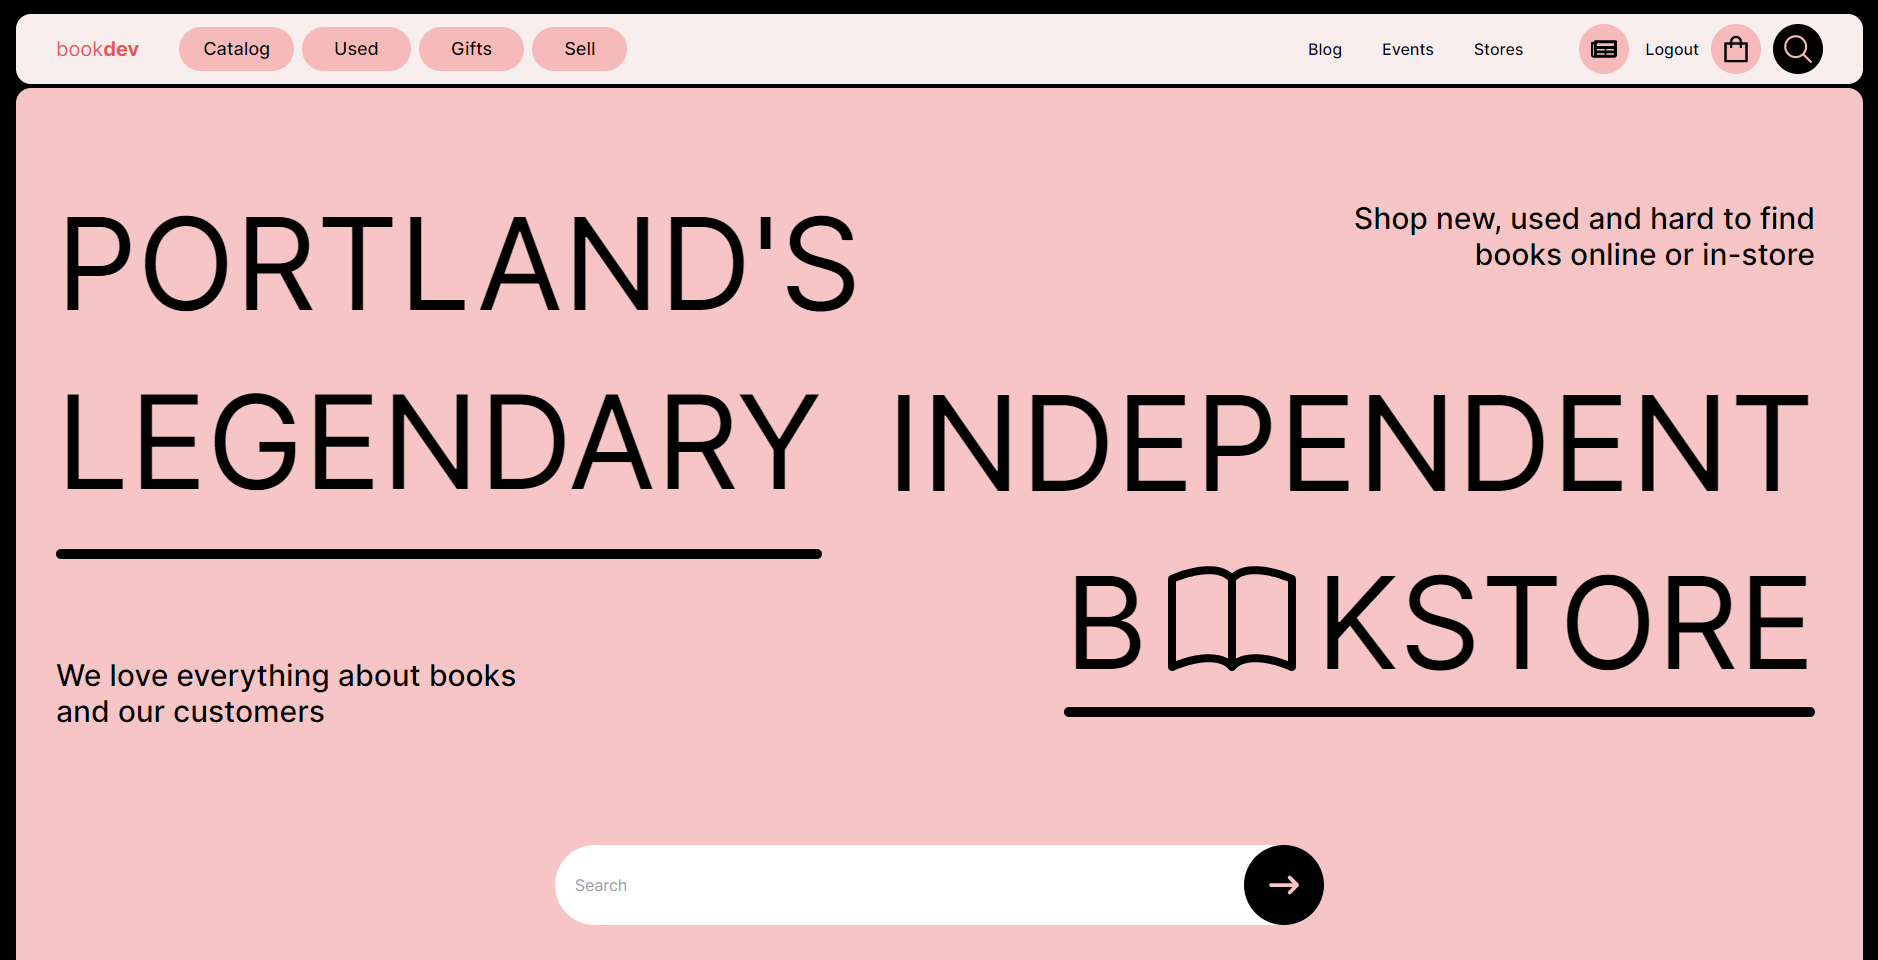 bookdev Catalog Used Gifts Sell Blog Events Stores Logout
PORTLAND'S
Shop new, used and hard to find
books online or in-store
LEGENDARY INDEPENDENT
BKSTORE
We love everything about books
and our customers
Search